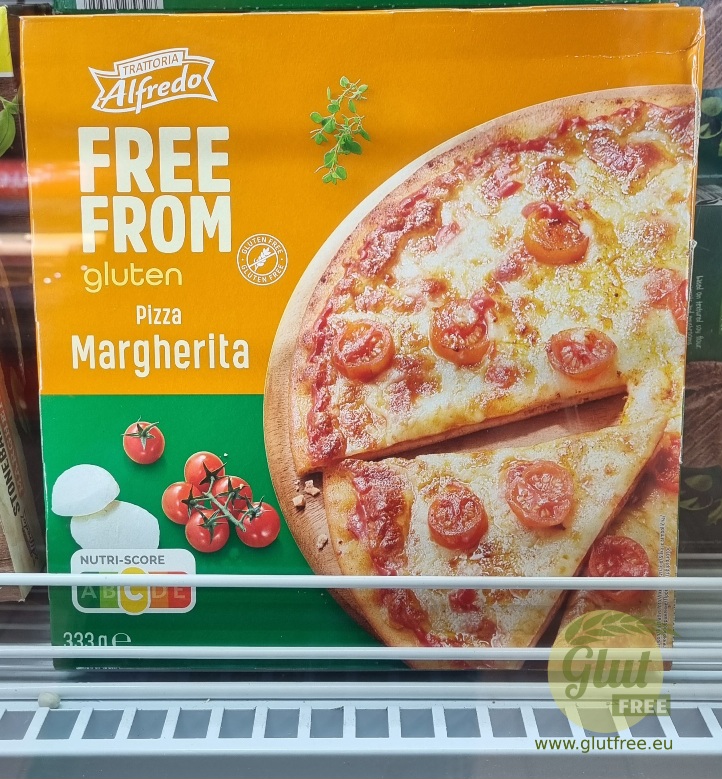 TRATTORIA
Alfredo
FREE
FROM
gluten
GLUTEN FREE
GLUTEN FREE
Pizza
Margherita
NUTRI-SCORE
A B C D E
333 g e
Glut
FREE
www.glutfree.eu